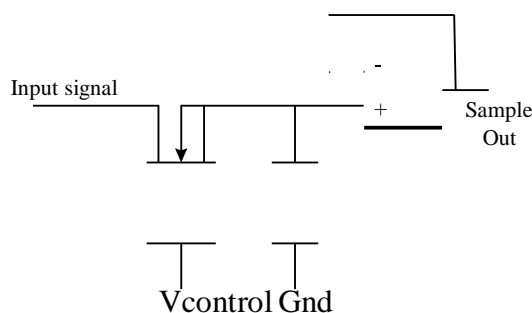 -
Input signal
+
Sample
Out
Vcontrol Gnd